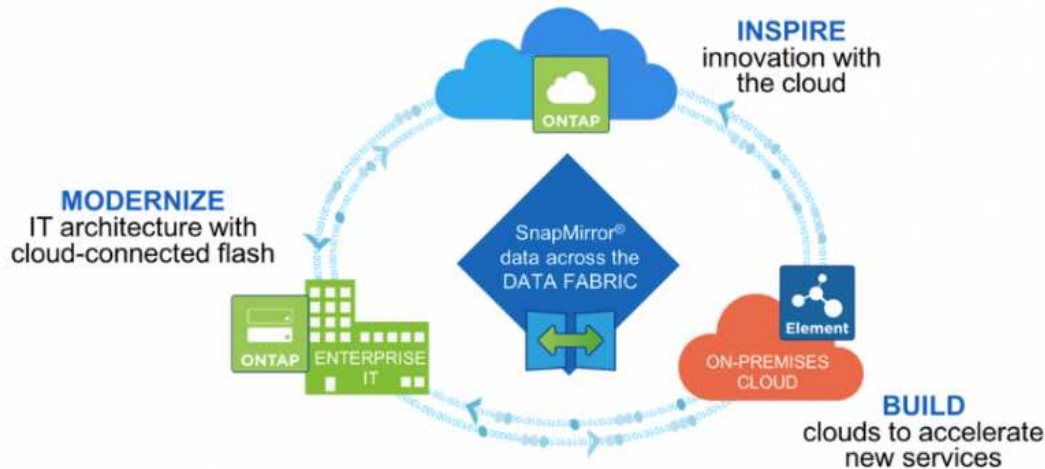 INSPIRE
innovation with
the cloud
ONTAP
MODERNIZE
IT architecture with
cloud-connected flash
SnapMirror®
data across the
DATA FABRIC
ONTAP
ENTERPRISE
IT
Element
ON-PREMISES
CLOUD
BUILD
clouds to accelerate
new services